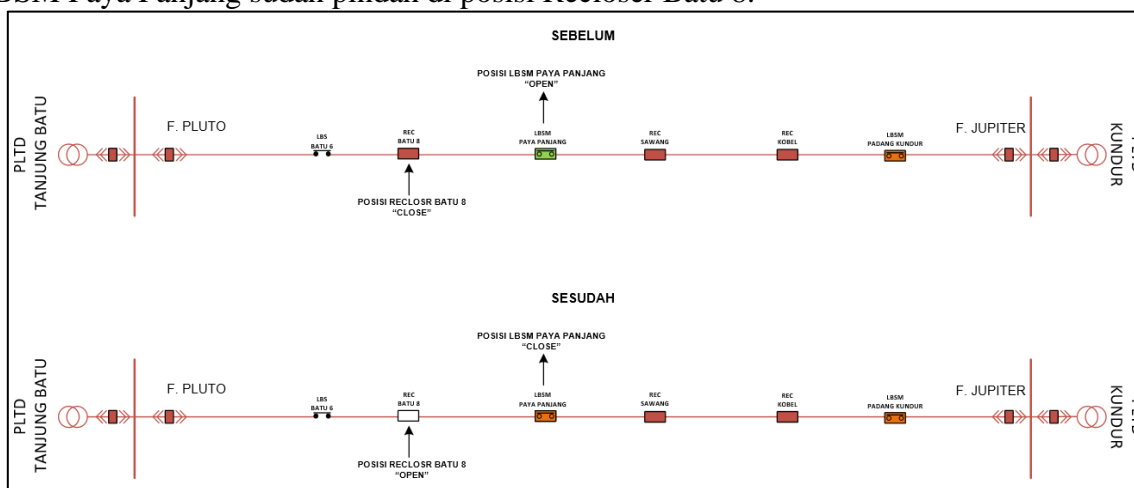 LBSM Paya Panjang sudah pindah di posisi Recloser Batu 8.
SEBELUM
POSISI LBSM PAYA PANJANG
“OPEN”
PLTD
TANJUNG BATU
F. PLUTO
LBS
BATU 6
REC
BATU 8
LBSM
PAYA PANJANG
REC
SAWANG
REC
KOBEL
LBSM
PADANG KUNDUR
F. JUPITER
KUNDUR
POSISI RECLOSR BATU 8
“CLOSE”
SESUDAH
POSISI LBSM PAYA PANJANG
“CLOSE”
PLTD
TANJUNG BATU
F. PLUTO
LBS
BATU 6
REC
BATU 8
LBSM
PAYA PANJANG
REC
SAWANG
REC
KOBEL
LBSM
PADANG KUNDUR
F. JUPITER
KUNDUR
POSISI RECLOSR BATU 8
“OPEN”